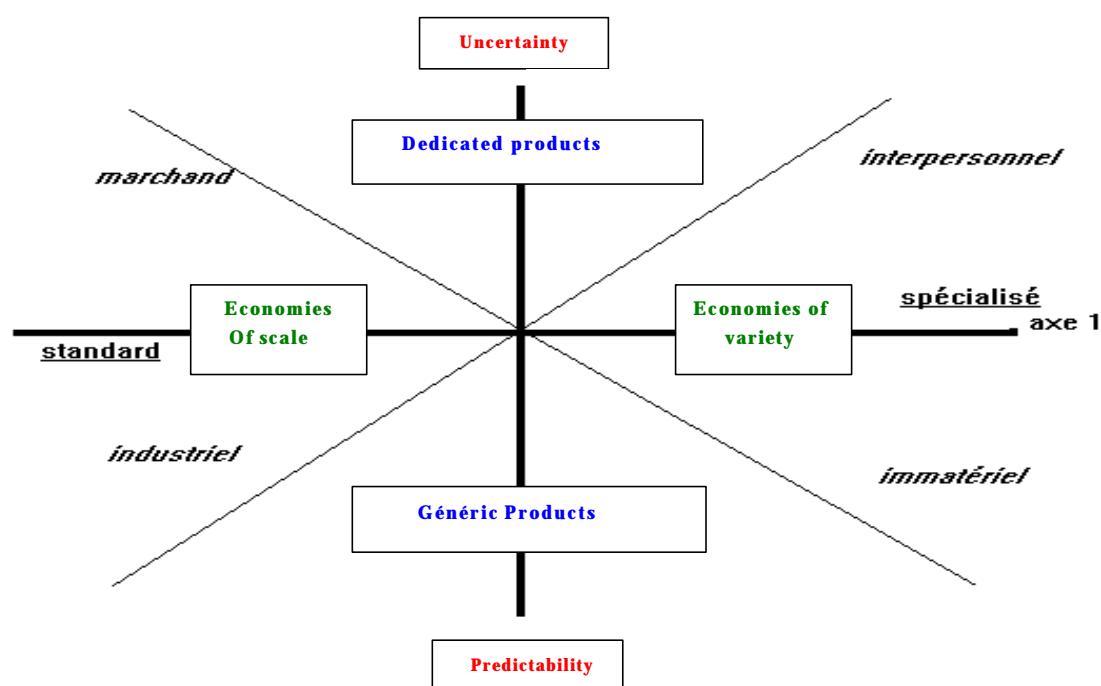 Uncertainty
Dedicated products
marchand
interpersonnel
Economies
Of scale
Economies of
variety
spécialisé
axe 1
standard
industriel
immatériel
Généric Products
Predictability